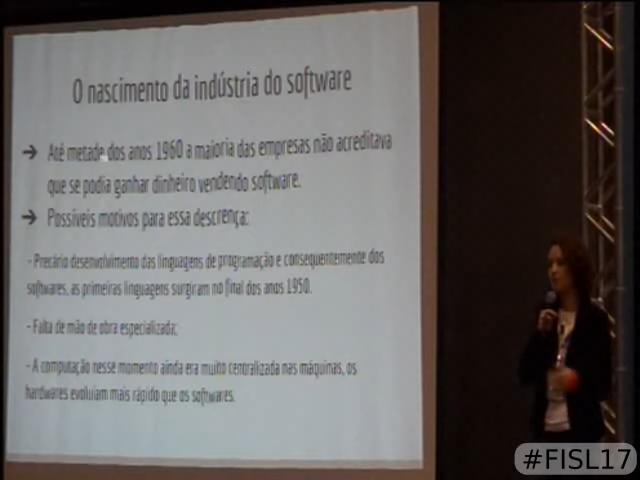 O nascimento da indústria do software
→ Até metade dos anos 1960 a maioria das empresas não acreditava
que se podia ganhar dinheiro vendendo software.
→ Possíveis motivos para essa descrença:
- Precário desenvolvimento das linguagens de programação e consequentemente dos
softwares, as primeiras linguagens surgiram no final dos anos 1950.
- Falta de mão de obra especializada;
- A computação nesse momento ainda era muito centralizada nas máquinas, os
hardwares evoluiam mais rápido que os softwares.
#FISL17